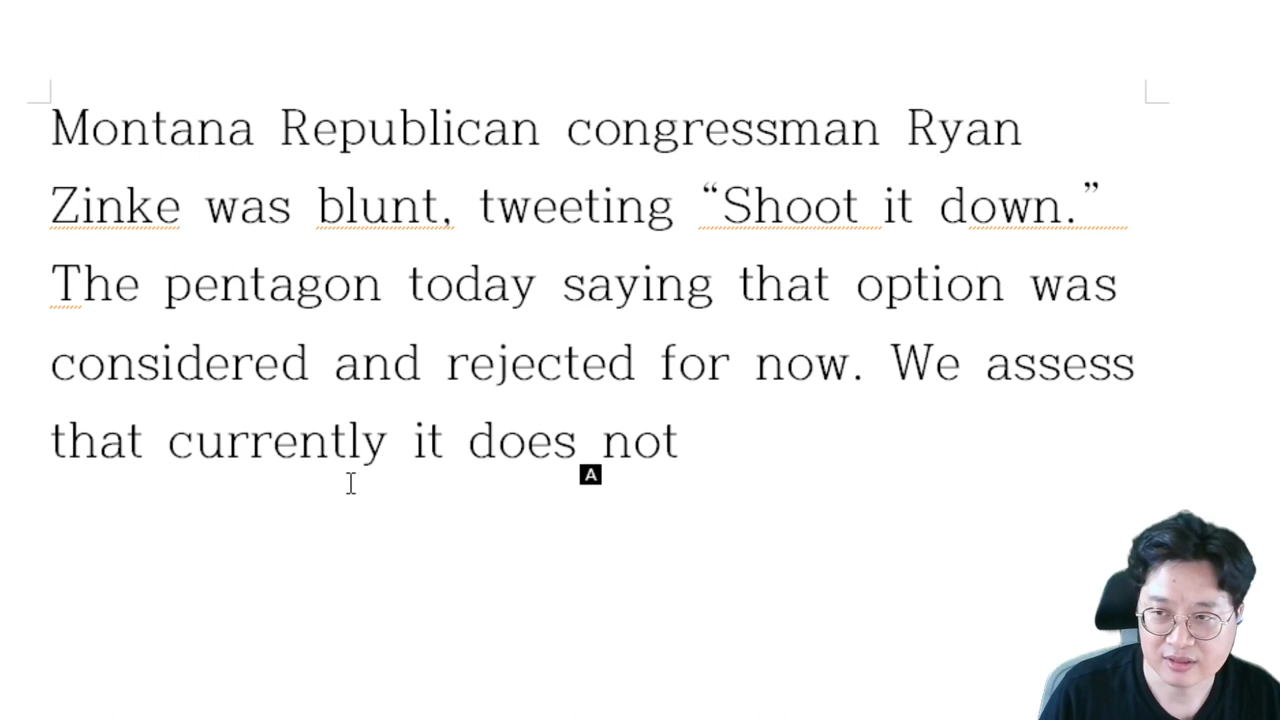 Montana Republican congressman Ryan
Zinke was blunt, tweeting “Shoot it down.”
The pentagon today saying that option was
considered and rejected for now. We assess
that currently it does not
A